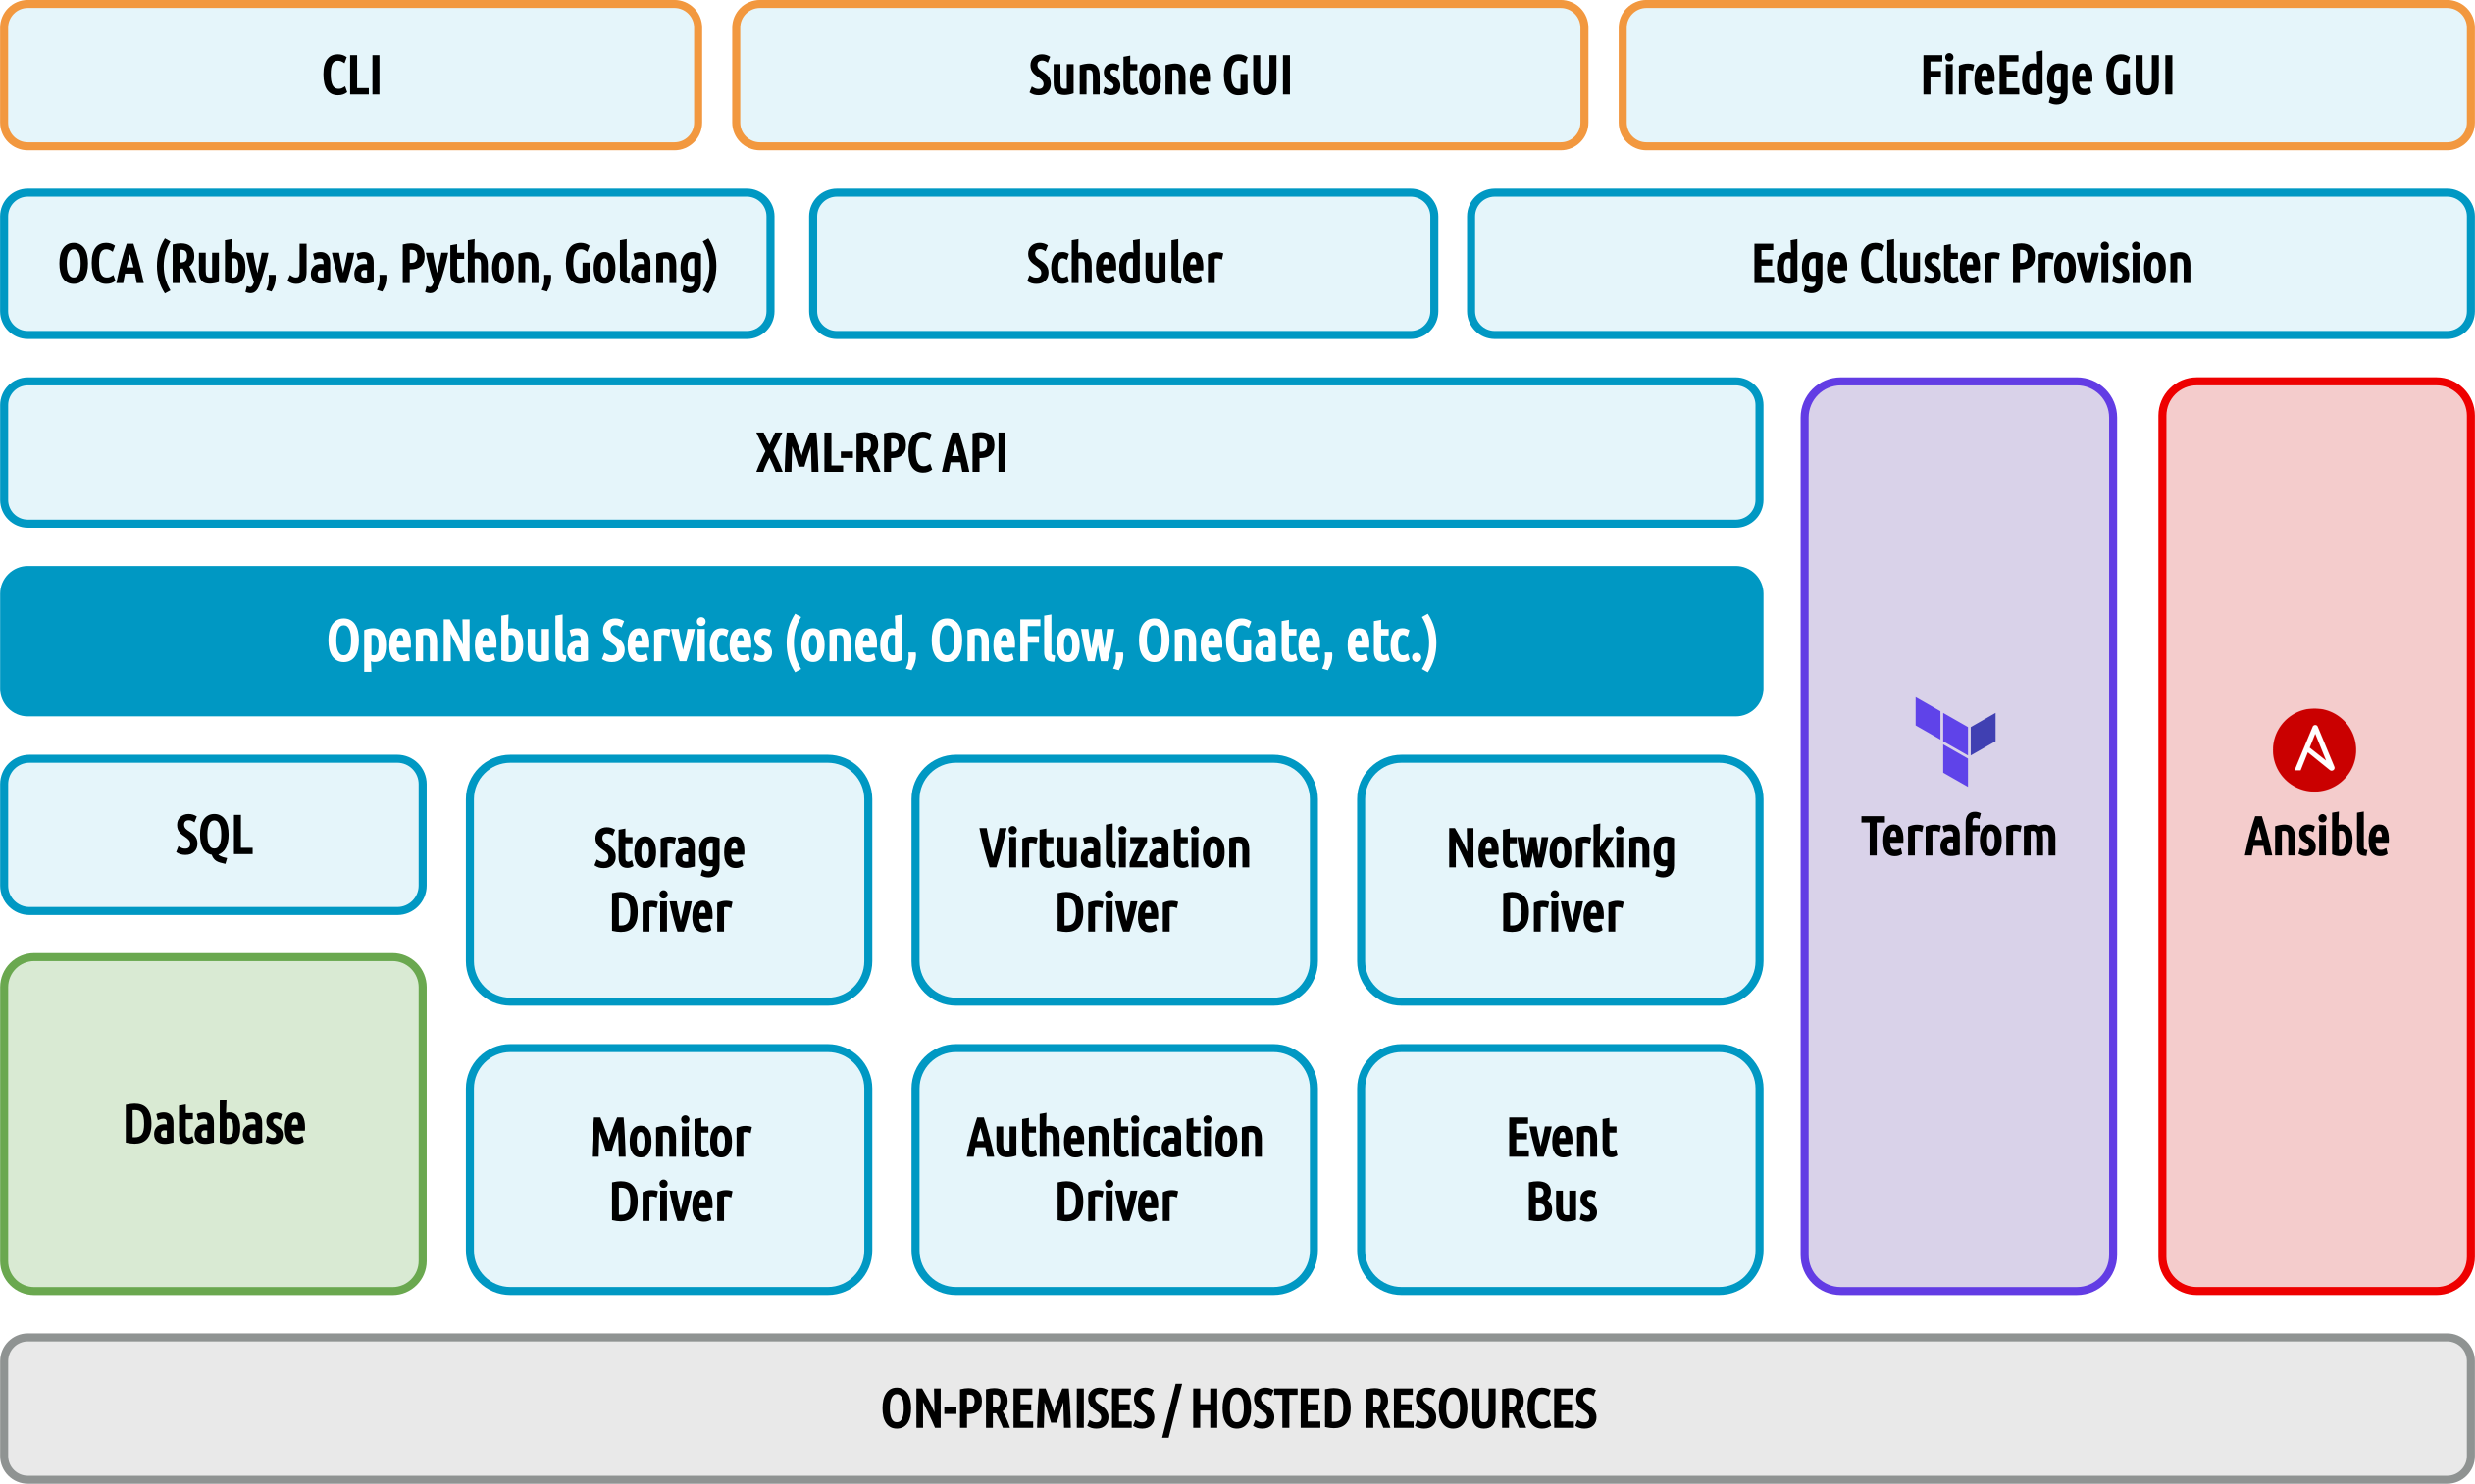 CLI
Sunstone GUI
FireEdge GUI
OCA (Ruby, Java, Python, Golang)
Scheduler
Edge Cluster Provision
XML-RPC API
OpenNebula Services (oned, OneFlow, OneGate, etc.)
SQL
Storage
Driver
Virtualization
Driver
Networking
Driver
Terraform
Ansible
Database
Monitor
Driver
Authentication
Driver
Event
Bus
ON-PREMISES / HOSTED RESOURCES